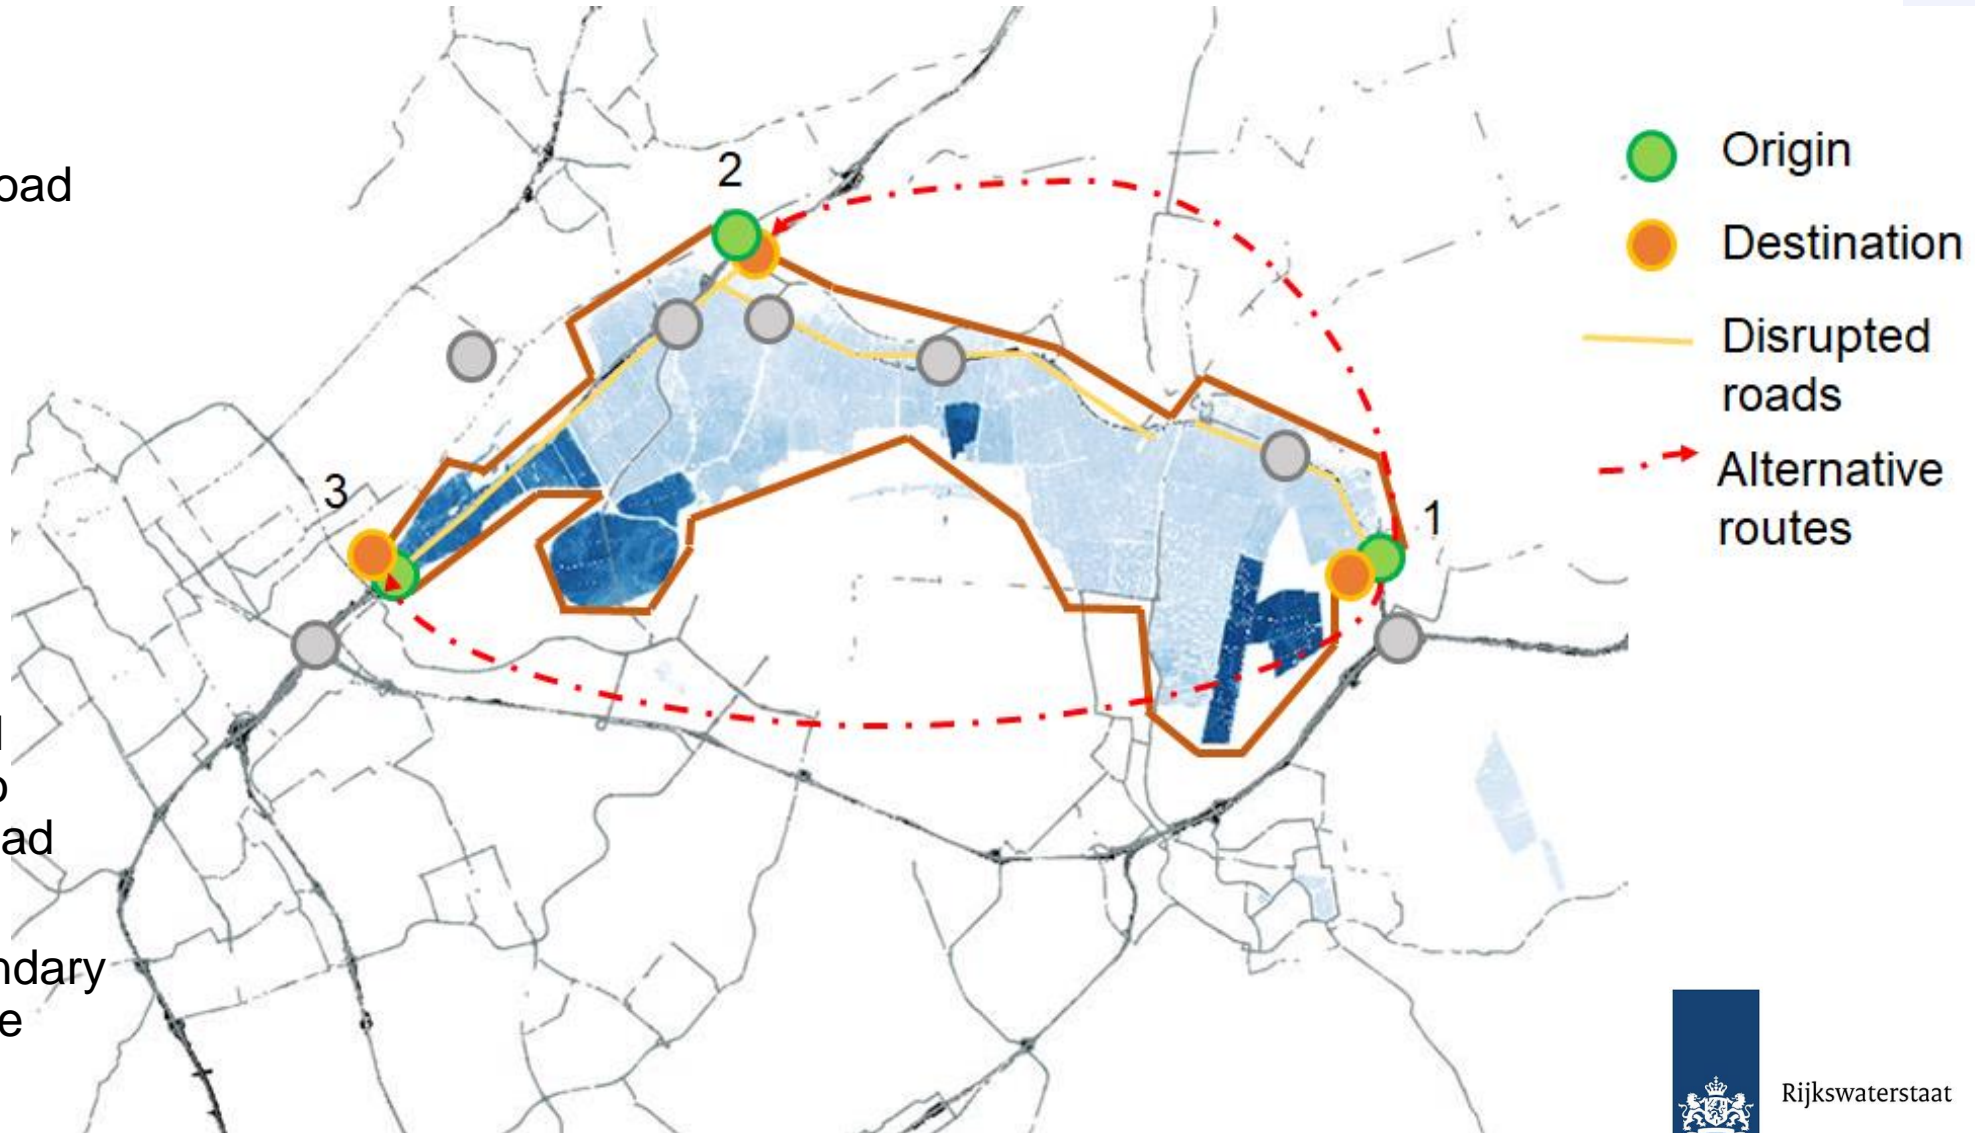 oad
2
Origin
Destination
Disrupted
roads
Alternative
routes
3
1
ad
ndary
e
Rijkswaterstaat